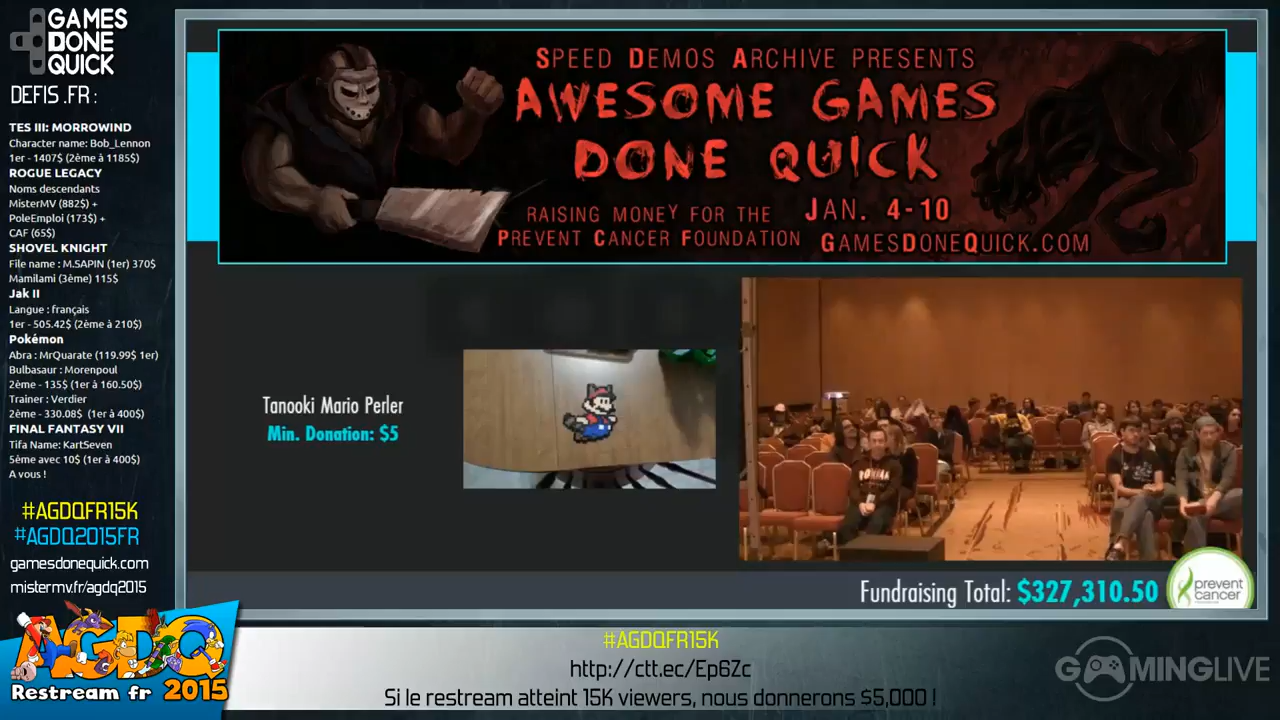 GAMES
DONE
QUICK
DEFIS .FR :
TES III: MORROWIND
Character name: Bob_Lennon
1er - 1407$ (2ème à 1185$)
ROGUE LEGACY
Noms descendants
MisterMV (882$) +
PoleEmploi (173$) +
CAF (65$)
SHOVEL KNIGHT
File name : M.SAPIN (1er) 370$
Mamilami (3ème) 115$
Jak II
Langue : français
1er - 505.42$ (2ème à 210$)
Pokémon
Abra : MrQuarate (119.99$ 1er)
Bulbasaur : Morenpoul
2ème - 135$ (1er à 160.50$)
Trainer : Verdier
2ème - 330.08$ (1er à 400$)
FINAL FANTASY VII
Tifa Name: KartSeven
5ème avec 10$ (1er à 400$)
A vous !
#AGDQFR15K
#AGDQ2015FR
gamesdonequick.com
mistermv.fr/agdq2015
AGDQ
Restream fr 2015
SPEED DEMOS ARCHIVE PRESENTS
AWESOME GAMES
DONE QUICK
RAISING MONEY FOR THE
PREVENT CANCER FOUNDATION
JAN. 4-10
GAMESDONEQUICK.COM
Tanooki Mario Perler
Min. Donation: $5
Fundraising Total: $327,310.50
prevent
cancer
#AGDQFR15K
http://ctt.ec/Ep6Zc
Si le restream atteint 15K viewers, nous donnerons $5,000 !
GAMINGLIVE